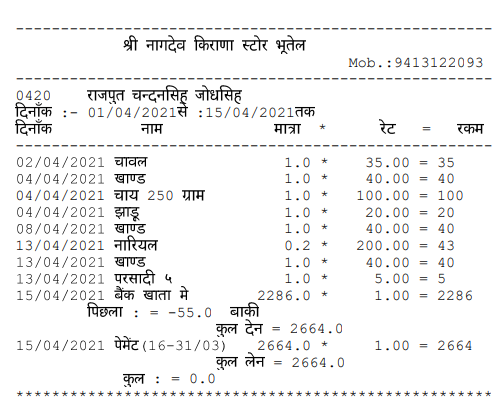 श्री नागदेव किराणा स्टोर भूतेल
Mob.:9413122093
0420 राजपुत चन्दनसिह जोधसिह
दिनाँक :- 01/04/2021से :15/04/2021तक
दिनाँक नाम मात्रा * रेट = रकम
02/04/2021 चावल 1.0 * 35.00 = 35
04/04/2021 खाण्ड 1.0 * 40.00 = 40
04/04/2021 चाय 250 ग्राम 1.0 * 100.00 = 100
04/04/2021 झाडू 1.0 * 20.00 = 20
08/04/2021 खाण्ड 1.0 * 40.00 = 40
13/04/2021 नारियल 0.2 * 200.00 = 43
13/04/2021 खाण्ड 1.0 * 40.00 = 40
13/04/2021 परसादी ५ 1.0 * 5.00 = 5
15/04/2021 बैंक खाता मे 2286.0 * 1.00 = 2286
पिछला : = -55.0 बाकी
कुल देन = 2664.0
15/04/2021 पेमेंट(16-31/03) 2664.0 * 1.00 = 2664
कुल लेन = 2664.0
कुल : = 0.0